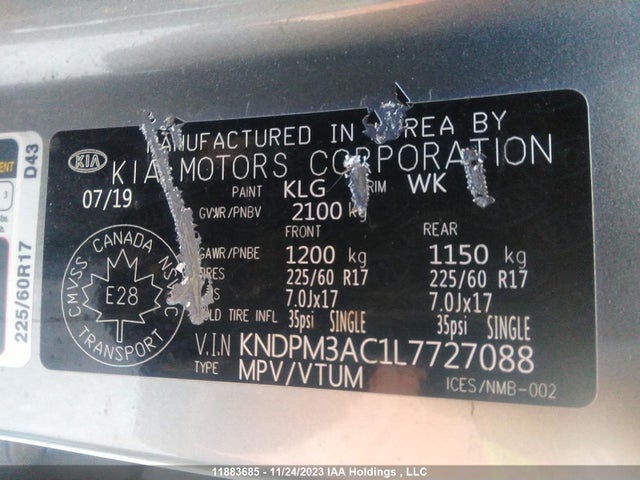 MANUFACTURED IN KOREA BY
KIA
KIA MOTORS CORPORATION
07/19
PAINT KLG TRIM WK
GVWR/PNBV 2100 kg
FRONT REAR
GAWR/PNBE 1200 kg 1150 kg
TIRES 225/60 R17 225/60 R17
7.0Jx17 7.0Jx17
COLD TIRE INFL 35psi SINGLE 35psi SINGLE
V.I.N KNDPM3AC1L7727088
TYPE MPV/VTUM
ICES/NMB-002
CMVSS CANADA NSVAC
E28
D43
225/60R17
11883685 - 11/24/2023 IAA Holdings , LLC